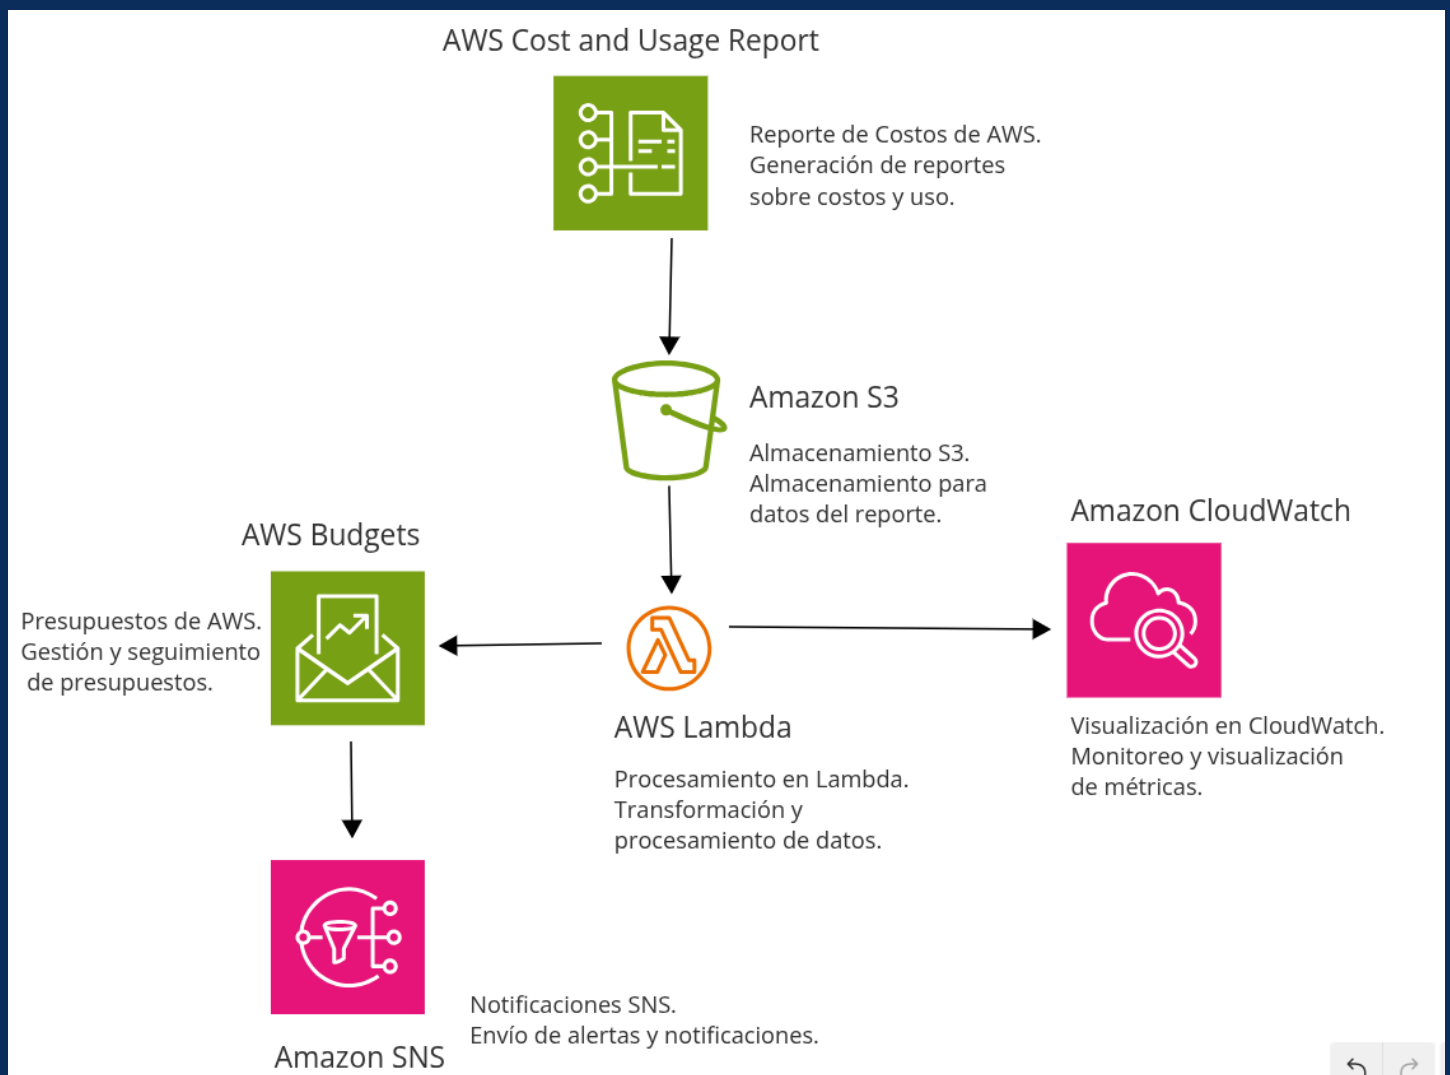 AWS Cost and Usage Report
Reporte de Costos de AWS.
Generación de reportes
sobre costos y uso.
Amazon S3
Almacenamiento S3.
Almacenamiento para
datos del reporte.
Amazon CloudWatch
AWS Budgets
Presupuestos de AWS.
Gestión y seguimiento
de presupuestos.
AWS Lambda
Procesamiento en Lambda.
Transformación y
procesamiento de datos.
Visualización en CloudWatch.
Monitoreo y visualización
de métricas.
Notificaciones SNS.
Envío de alertas y notificaciones.
Amazon SNS